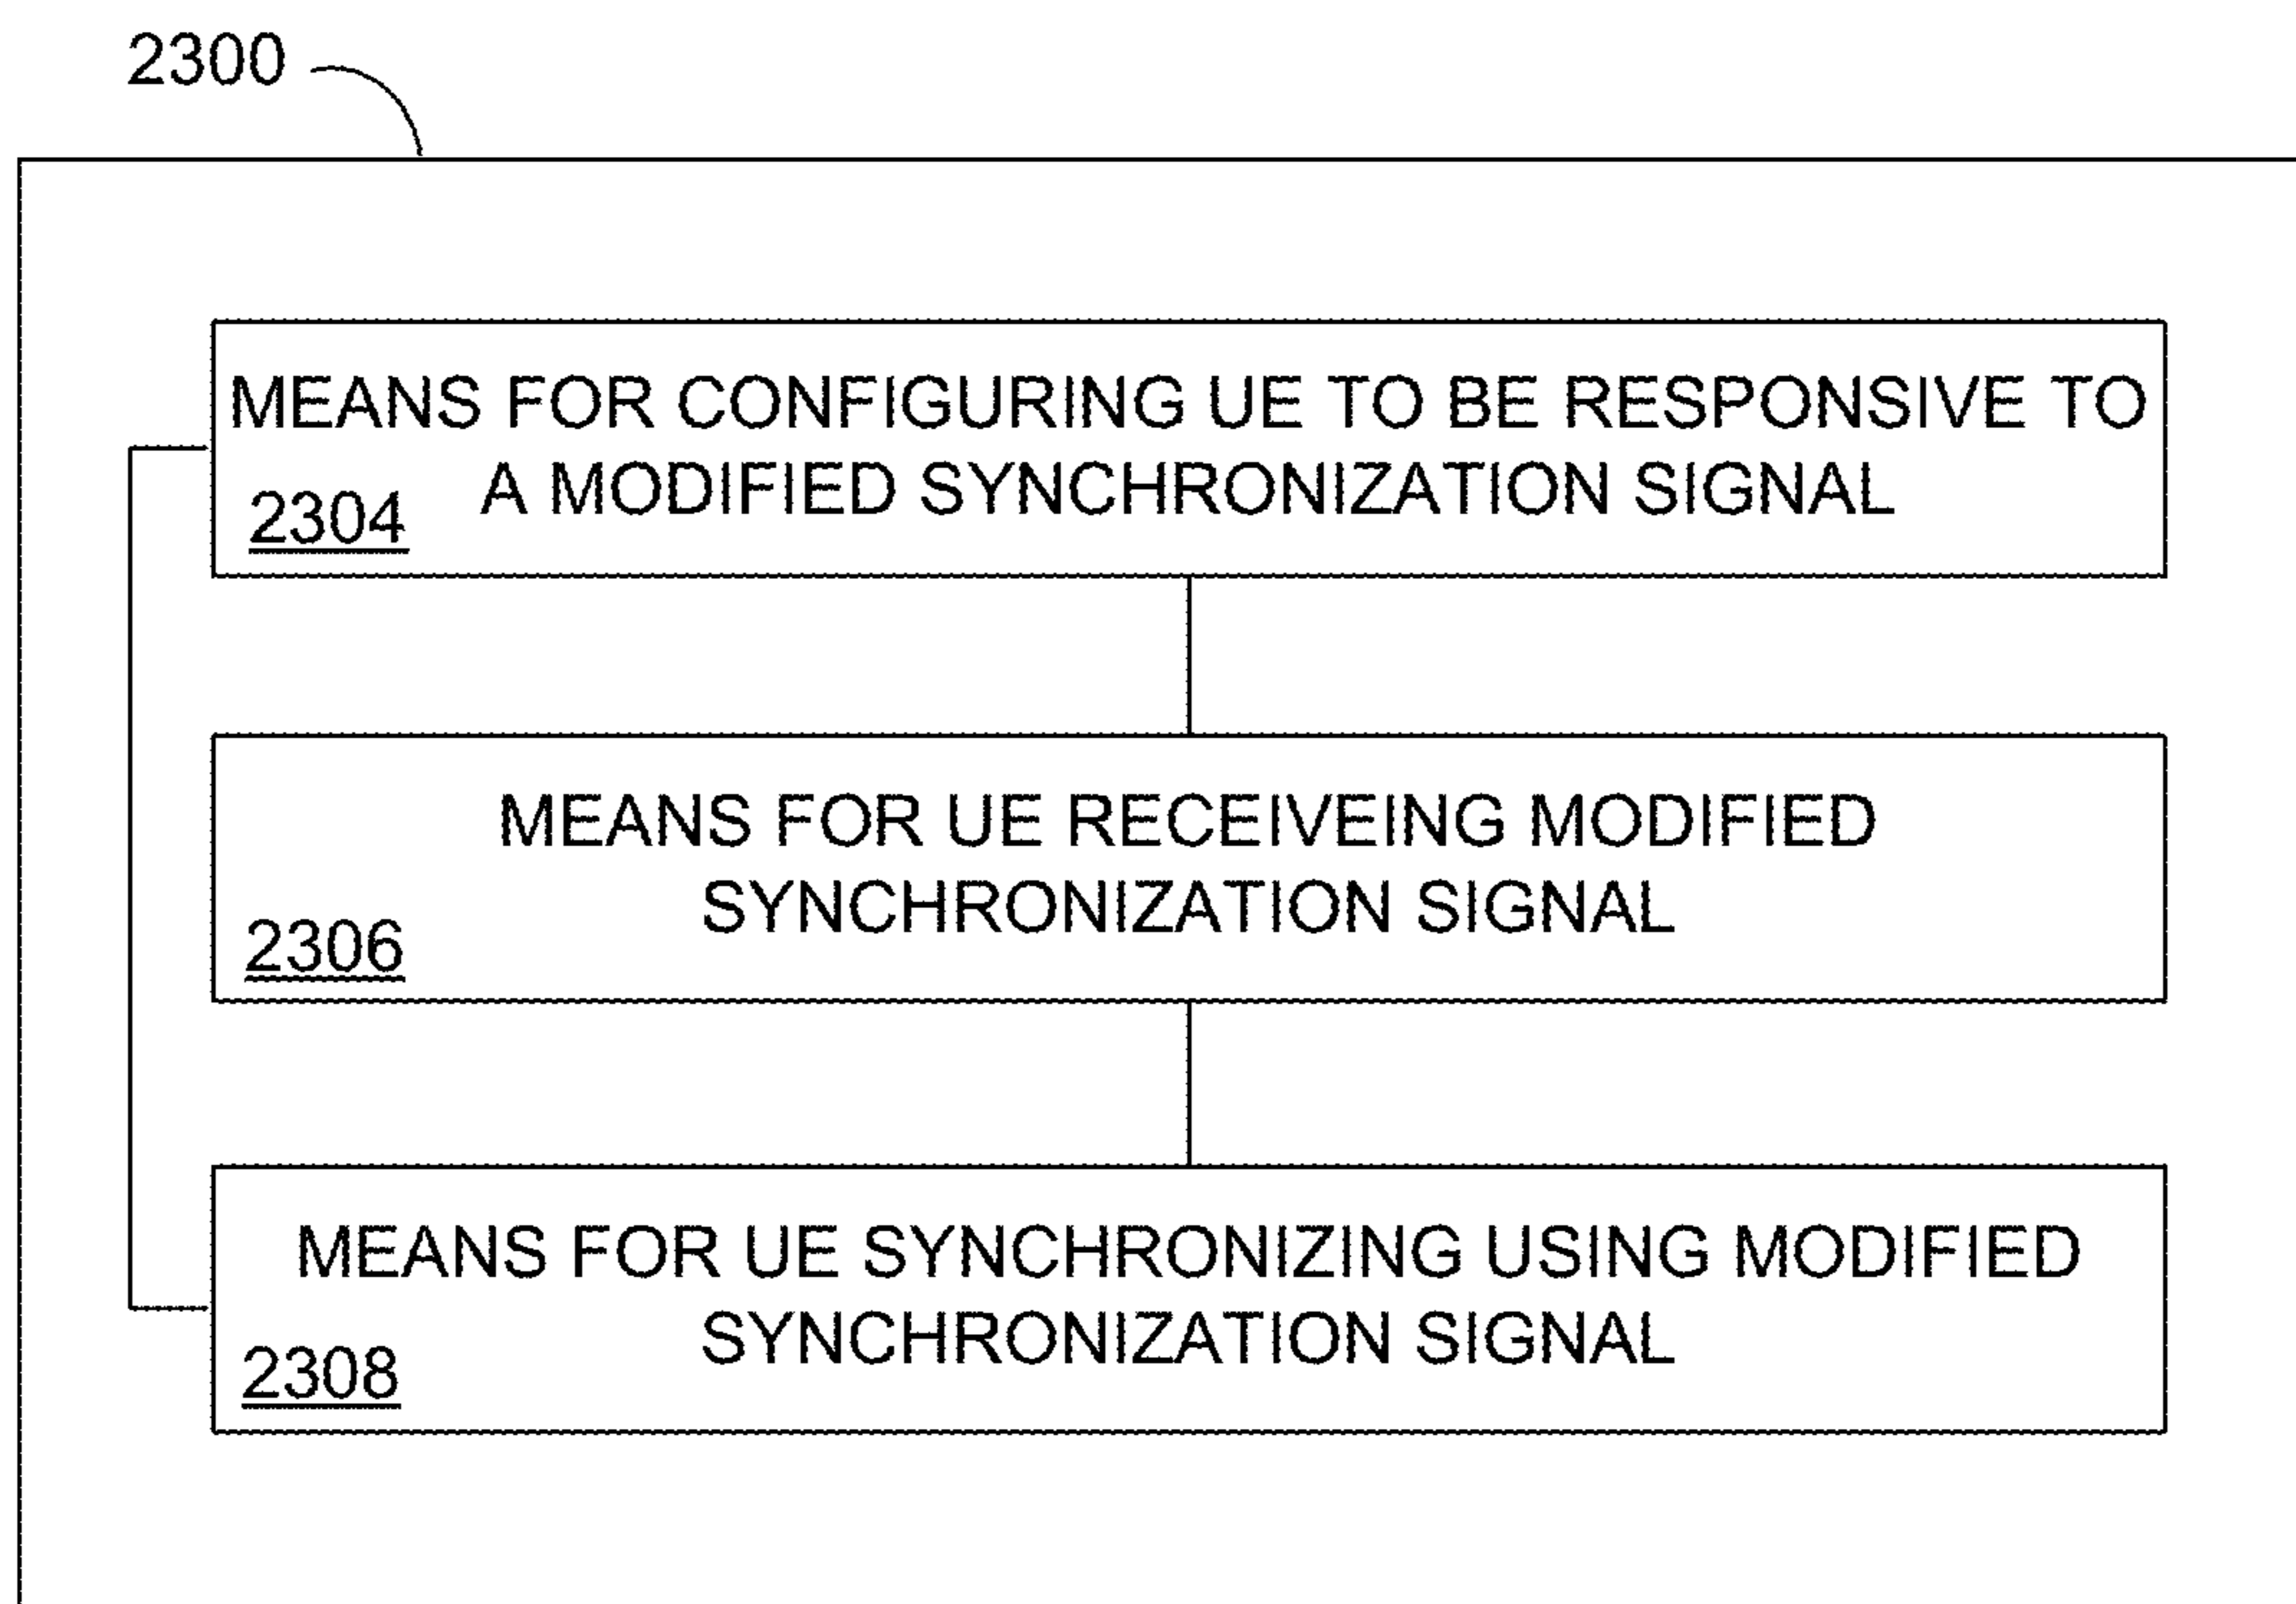 2300
MEANS FOR CONFIGURING UE TO BE RESPONSIVE TO
A MODIFIED SYNCHRONIZATION SIGNAL
2304
MEANS FOR UE RECEIVEING MODIFIED
SYNCHRONIZATION SIGNAL
2306
MEANS FOR UE SYNCHRONIZING USING MODIFIED
SYNCHRONIZATION SIGNAL
2308